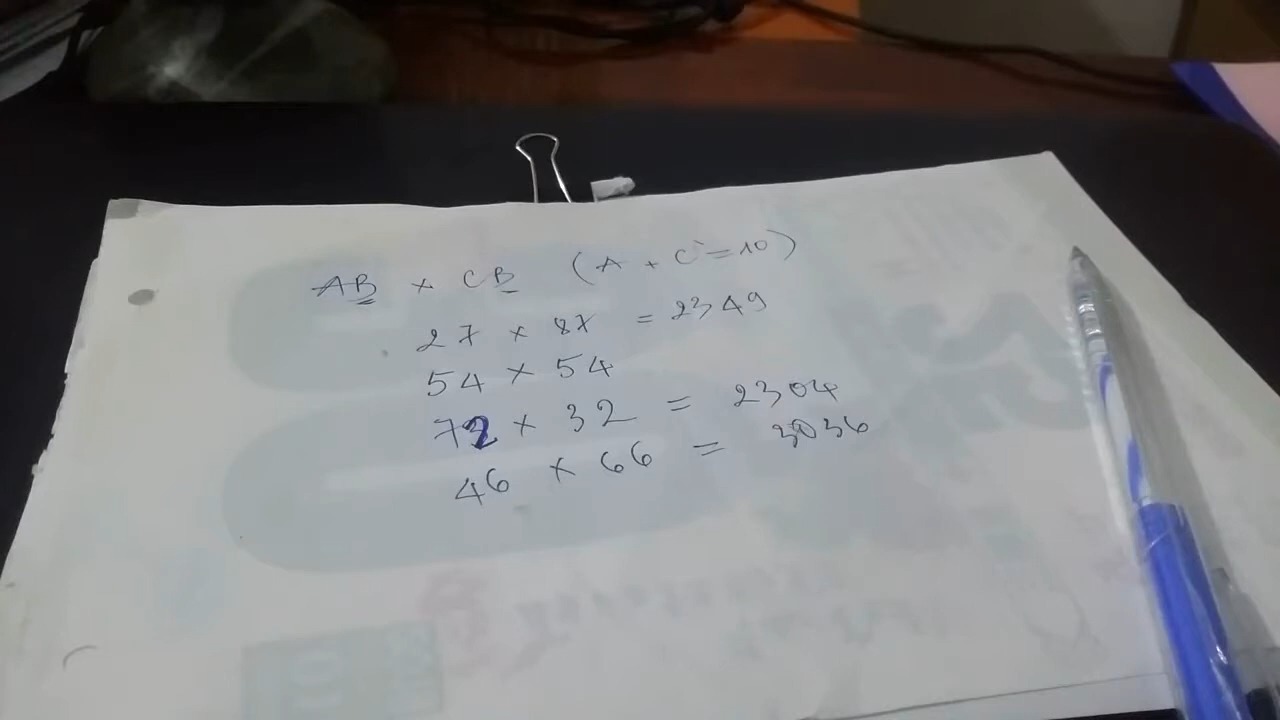 AB × CB (A + C = 10)
27 × 87 = 2349
54 × 54
72 × 32 = 2304
46 × 66 = 3036